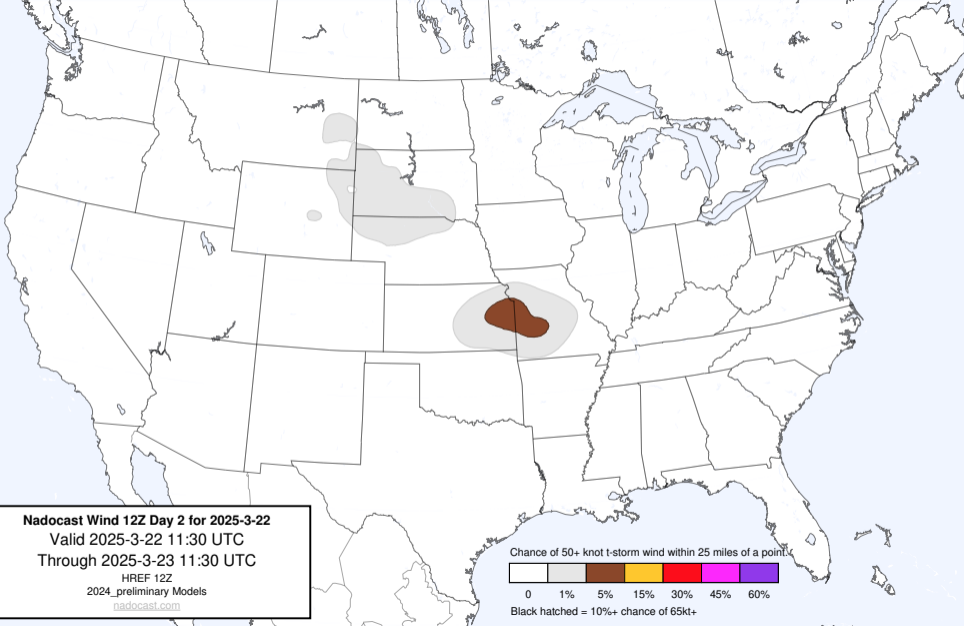 Nadocast Wind 12Z Day 2 for 2025-3-22
Valid 2025-3-22 11:30 UTC
Through 2025-3-23 11:30 UTC
HREF 12Z
2024_preliminary Models
nadocast.com
Chance of 50+ knot t-storm wind within 25 miles of a point.
0 1% 5% 15% 30% 45% 60%
Black hatched = 10%+ chance of 65kt+